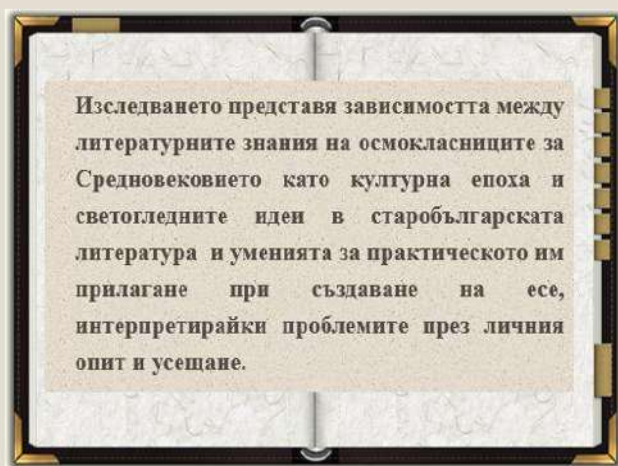 Изследването представя зависимостта между
литературните знания на осмокласниците за
Средновековието като културна епоха и
светогледните идеи в старобългарската
литература и уменията за практическото им
прилагане при създаване на есе,
интерпретирайки проблемите през личния
опит и усещане.